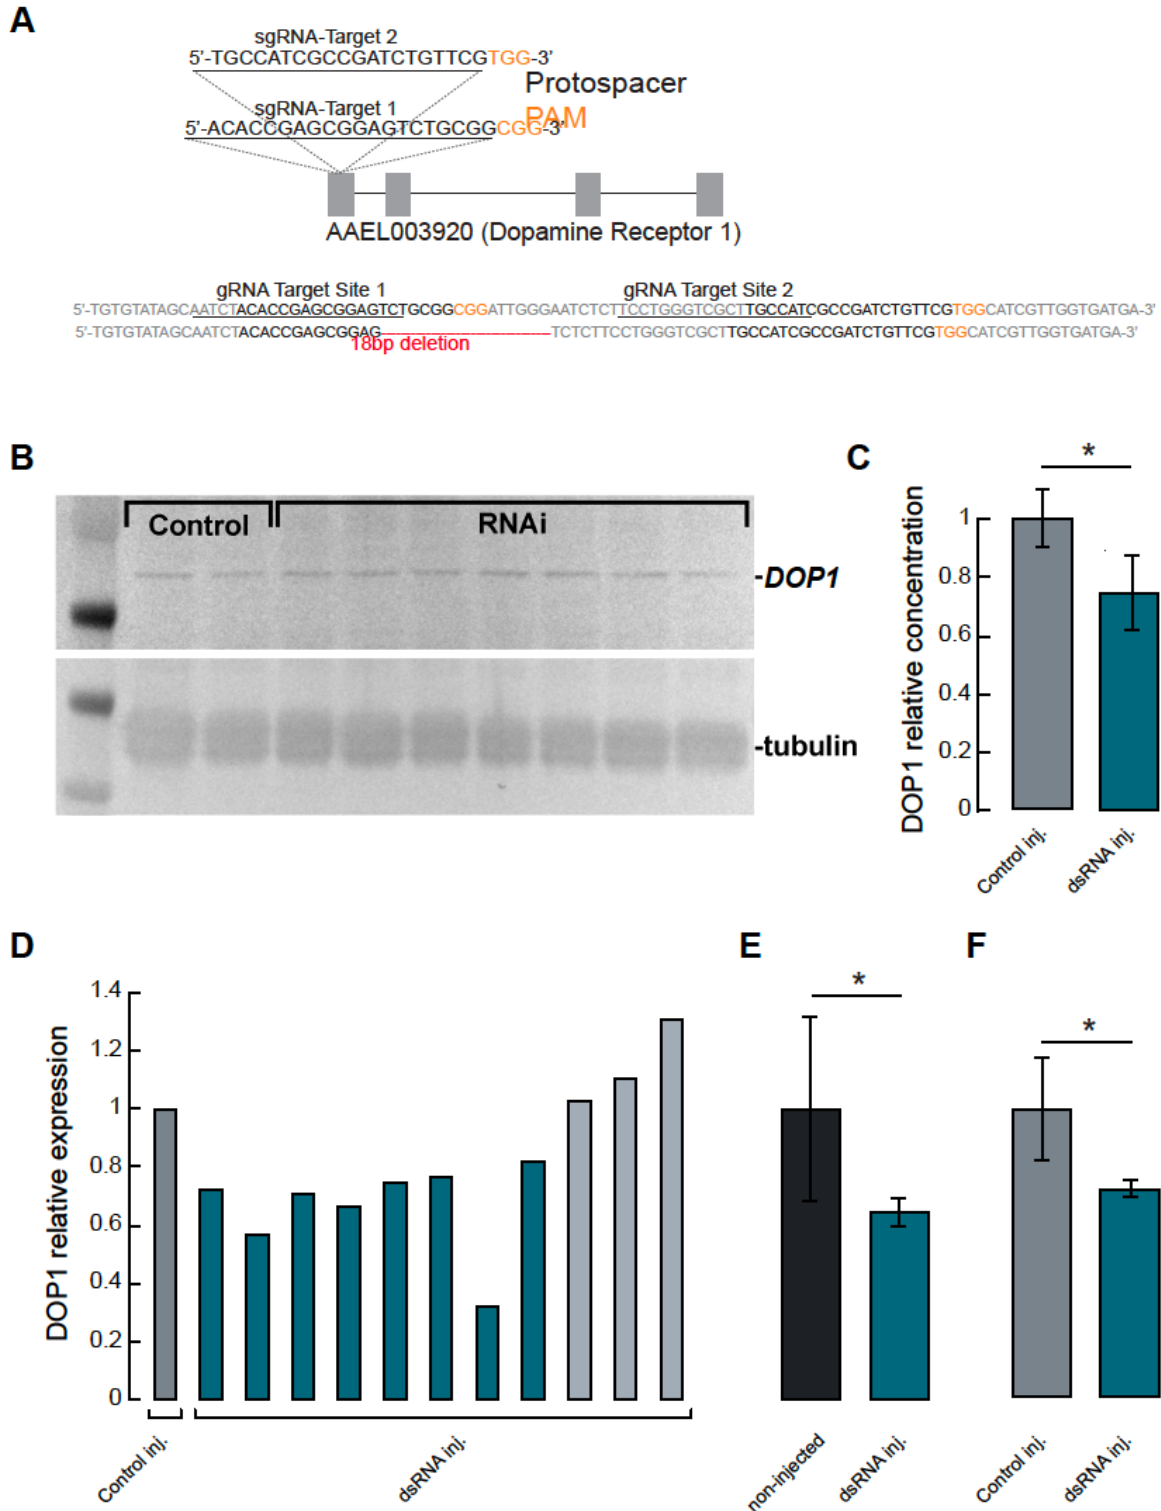 A
sgRNA-Target 2
5'-TGCCATCGCCGATCTGTTCGTGG-3'
Protospacer
PAM
sgRNA-Target 1
5'-ACACCGAGCGGAGTCTGCGGCGG-3'
AAEL003920 (Dopamine Receptor 1)
gRNA Target Site 1
gRNA Target Site 2
5'-TGTGTATAGCAATCTACACCGAGCGGAGTCTGCGGCGGATTGGGAATCTCTTCCTGGGTCGCTTGCCATCGCCGATCTGTTCGTGGCATCGTTGGTGATGA-3'
5'-TGTGTATAGCAATCTACACCGAGCGGAG------------------TCTCTTCCTGGGTCGCTTGCCATCGCCGATCTGTTCGTGGCATCGTTGGTGATGA-3'
18bp deletion
B
Control
RNAi
-DOP1
-tubulin
C
*
DOP1 relative concentration
1
0.8
0.6
0.4
0.2
0
Control inj.
dsRNA inj.
D
DOP1 relative expression
1.4
1.2
1
0.8
0.6
0.4
0.2
0
Control inj.
dsRNA inj.
E
*
non-injected
dsRNA inj.
F
*
Control inj.
dsRNA inj.